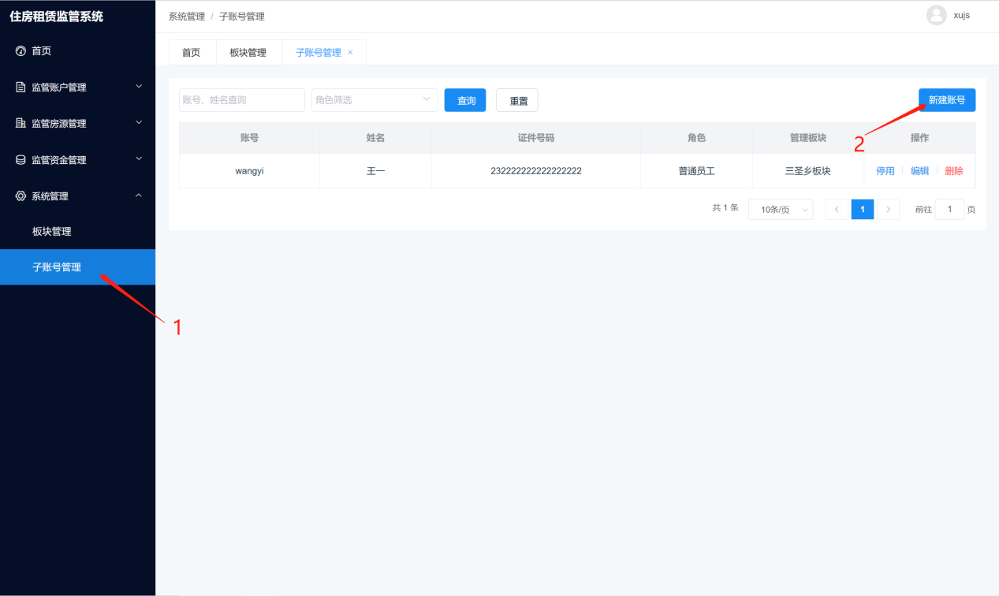 住房租赁监管系统
系统管理 / 子账号管理
xujs
首页
监管账户管理
监管房源管理
监管资金管理
系统管理
板块管理
子账号管理
1
首页 板块管理 子账号管理 ×
账号、姓名查询 角色筛选 查询 重置 新建账号
2
账号 姓名 证件号码 角色 管理板块 操作
wangyi 王一 232222222222222222 普通员工 三圣乡板块 停用 编辑 删除
共 1 条 10条/页 < 1 > 前往 1 页